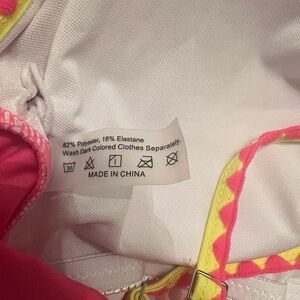 82% Polyester, 18% Elastane
Wash Dark Colored Clothes Separately.
MADE IN CHINA